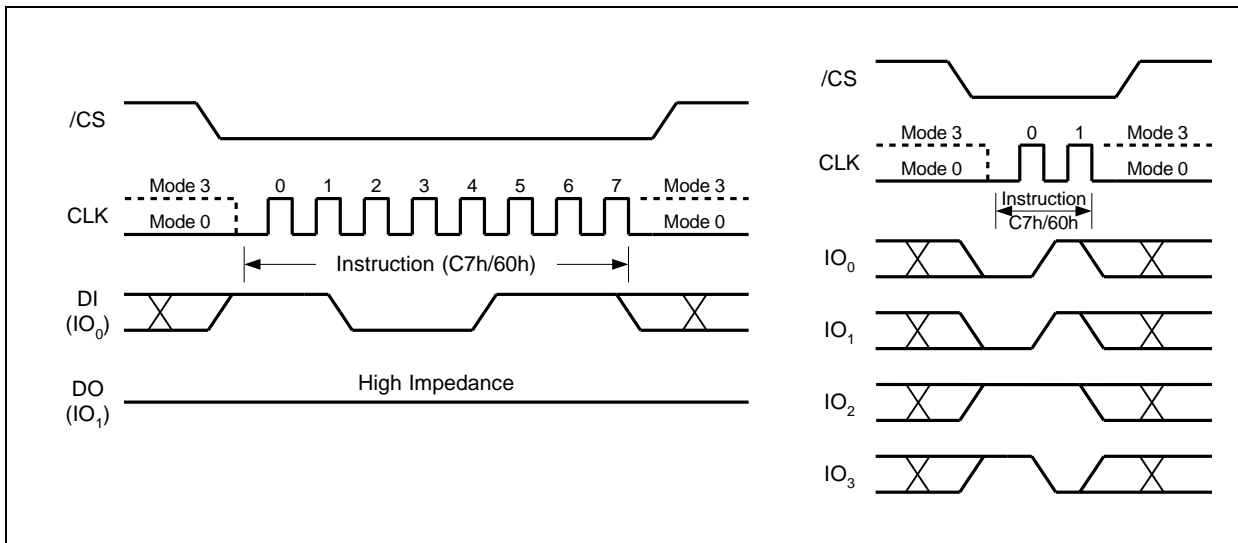 /CS
Mode 3
0 1 2 3 4 5 6 7
Mode 3
CLK
Mode 0
Mode 0
Instruction (C7h/60h)
DI
(IO0)
High Impedance
DO
(IO1)
/CS
Mode 3
0 1
Mode 3
CLK
Mode 0
Mode 0
Instruction
C7h/60h
IO0
IO1
IO2
IO3